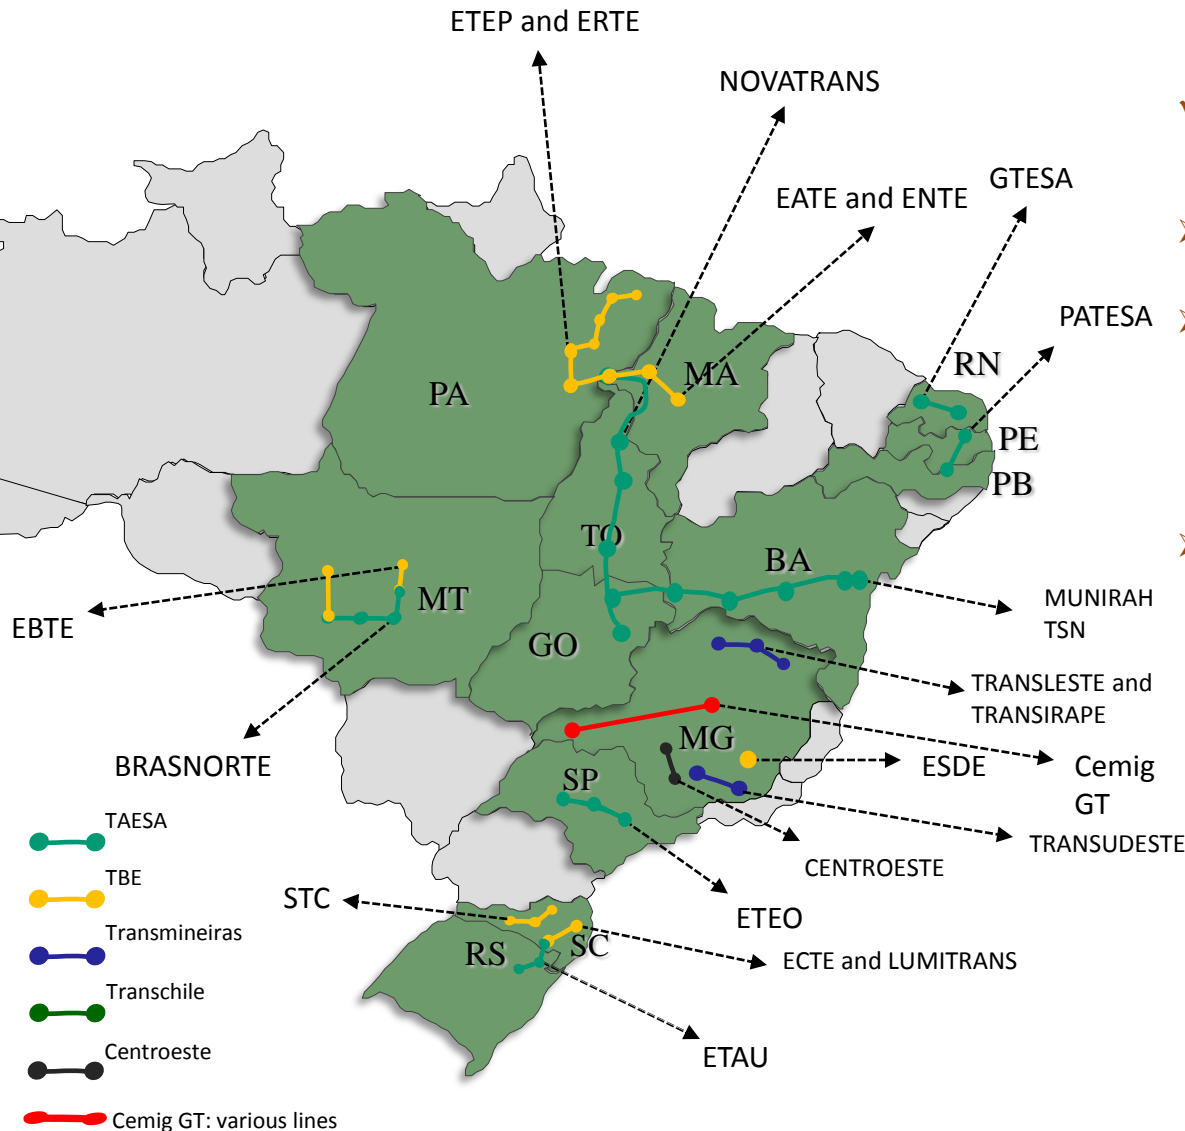 ETEP and ERTE
NOVATRANS
GTESA
EATE and ENTE
PATESA
RN
MA
PA
PE
PB
TO
BA
MT
MUNIRAH
TSN
EBTE
GO
TRANSLESTE and
TRANSIRAPE
MG
BRASNORTE
SP
ESDE
Cemig
GT
TAESA
TRANSUDESTE
CENTROESTE
TBE
STC
ETEO
Transmineiras
RS
SC
ECTE and LUMITRANS
Transchile
Centroeste
ETAU
Cemig GT: various lines